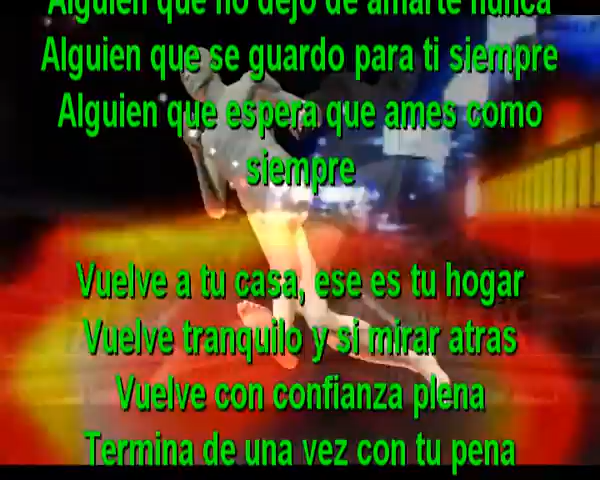 Alguien que no dejo de amarte nunca
Alguien que se guardo para ti siempre
Alguien que espera que ames como
siempre
Vuelve a tu casa, ese es tu hogar
Vuelve tranquilo y si mirar atras
Vuelve con confianza plena
Termina de una vez con tu pena